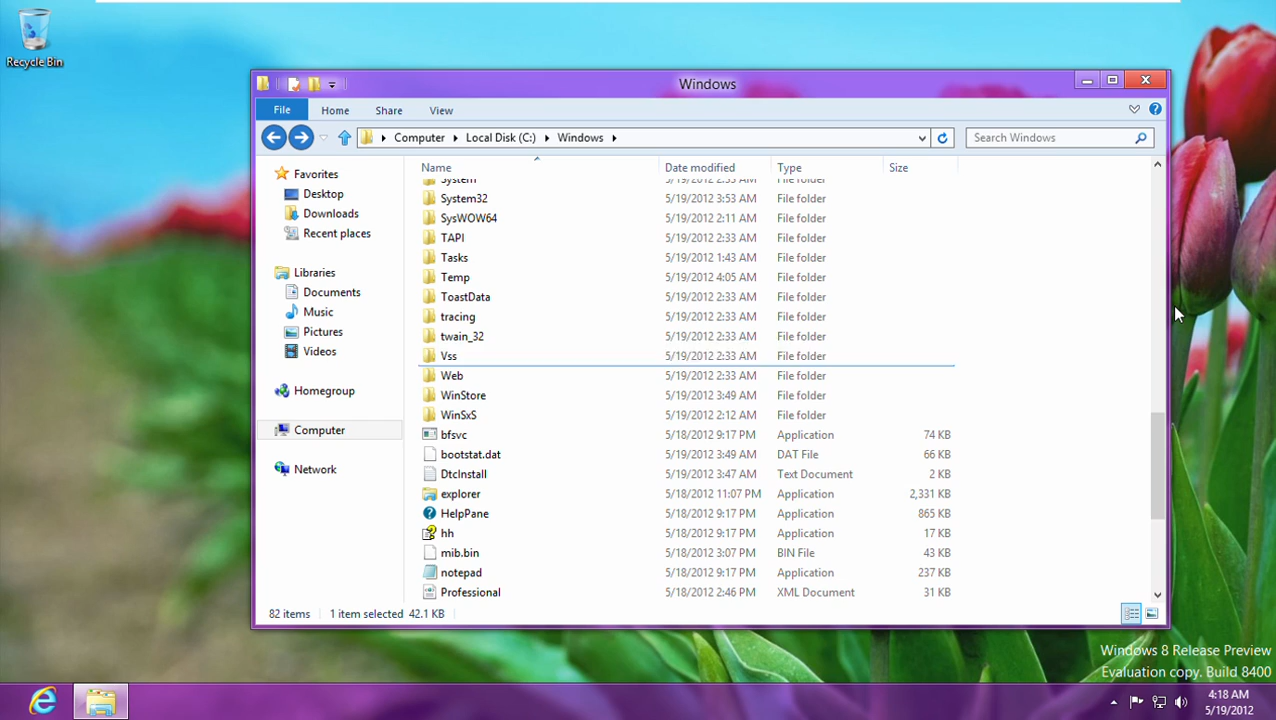 Recycle Bin
Windows
File Home Share View
Computer Local Disk (C:) Windows
Search Windows
Favorites
Desktop
Downloads
Recent places
Libraries
Documents
Music
Pictures
Videos
Homegroup
Computer
Network
Name Date modified Type Size
System 5/19/2012 2:33 AM File folder
System32 5/19/2012 3:53 AM File folder
SysWOW64 5/19/2012 2:11 AM File folder
TAPI 5/19/2012 2:33 AM File folder
Tasks 5/19/2012 1:43 AM File folder
Temp 5/19/2012 4:05 AM File folder
ToastData 5/19/2012 2:33 AM File folder
tracing 5/19/2012 2:33 AM File folder
twain_32 5/19/2012 2:33 AM File folder
Vss 5/19/2012 2:33 AM File folder
Web 5/19/2012 2:33 AM File folder
WinStore 5/19/2012 3:49 AM File folder
WinSxS 5/19/2012 2:12 AM File folder
bfsvc 5/18/2012 9:17 PM Application 74 KB
bootstat.dat 5/19/2012 3:49 AM DAT File 66 KB
DtcInstall 5/19/2012 3:47 AM Text Document 2 KB
explorer 5/18/2012 11:07 PM Application 2,331 KB
HelpPane 5/18/2012 9:17 PM Application 865 KB
hh 5/18/2012 9:17 PM Application 17 KB
mib.bin 5/18/2012 3:07 PM BIN File 43 KB
notepad 5/18/2012 9:17 PM Application 237 KB
Professional 5/18/2012 2:46 PM XML Document 31 KB
82 items 1 item selected 42.1 KB
Windows 8 Release Preview
Evaluation copy. Build 8400
4:18 AM
5/19/2012